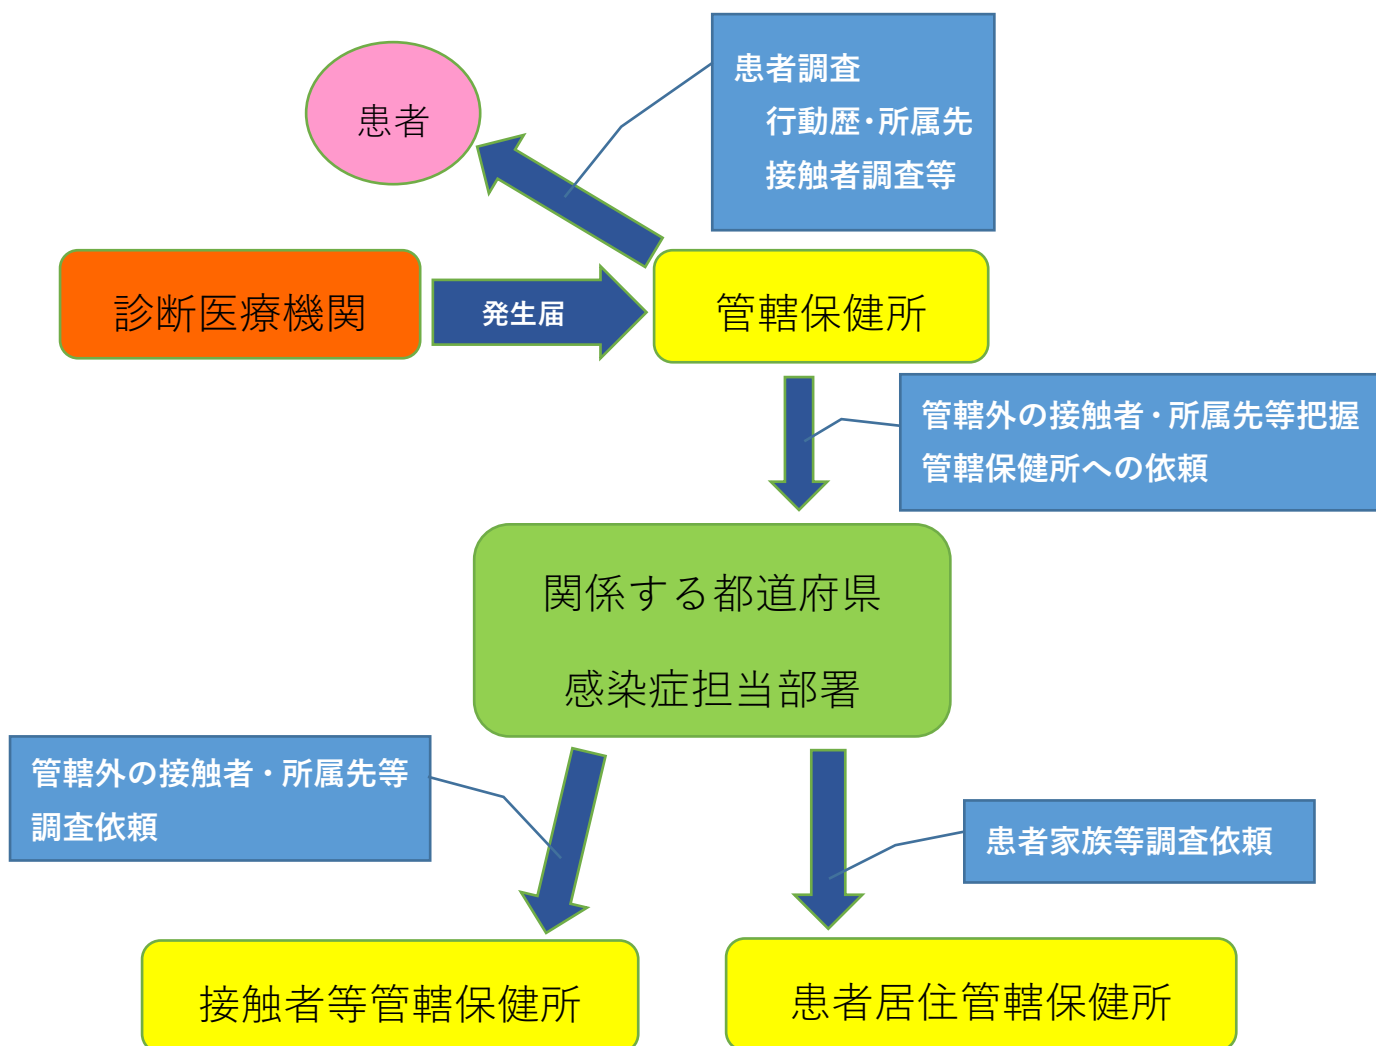 患者
患者調査
行動歴・所属先
接触者調査等
診断医療機関
発生届
管轄保健所
管轄外の接触者・所属先等把握
管轄保健所への依頼
関係する都道府県
感染症担当部署
管轄外の接触者・所属先等
調査依頼
患者家族等調査依頼
接触者等管轄保健所
患者居住管轄保健所